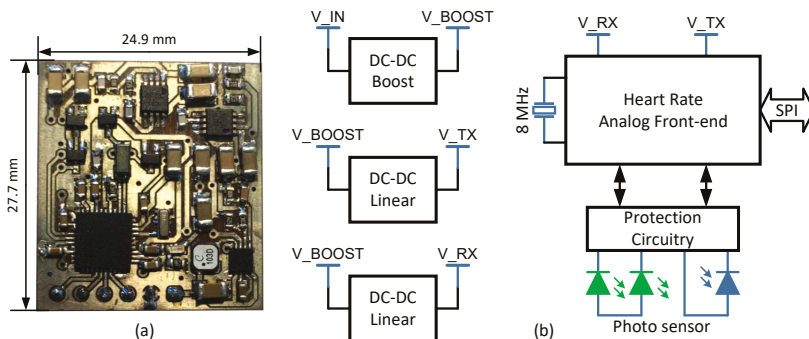 24.9 mm
27.7 mm
103D
(a)
V_IN
V_BOOST
DC-DC
Boost
V_BOOST
V_TX
DC-DC
Linear
V_BOOST
V_RX
DC-DC
Linear
V_RX
V_TX
8 MHz
Heart Rate
Analog Front-end
SPI
Protection
Circuitry
Photo sensor
(b)